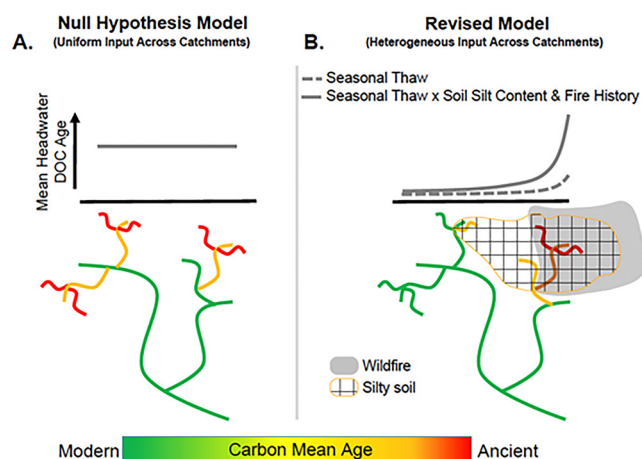 Null Hypothesis Model
A.
(Uniform Input Across Catchments)
Mean Headwater
DOC Age
Revised Model
B.
(Heterogeneous Input Across Catchments)
Seasonal Thaw
Seasonal Thaw x Soil Silt Content & Fire History
Wildfire
Silty soil
Modern
Carbon Mean Age
Ancient